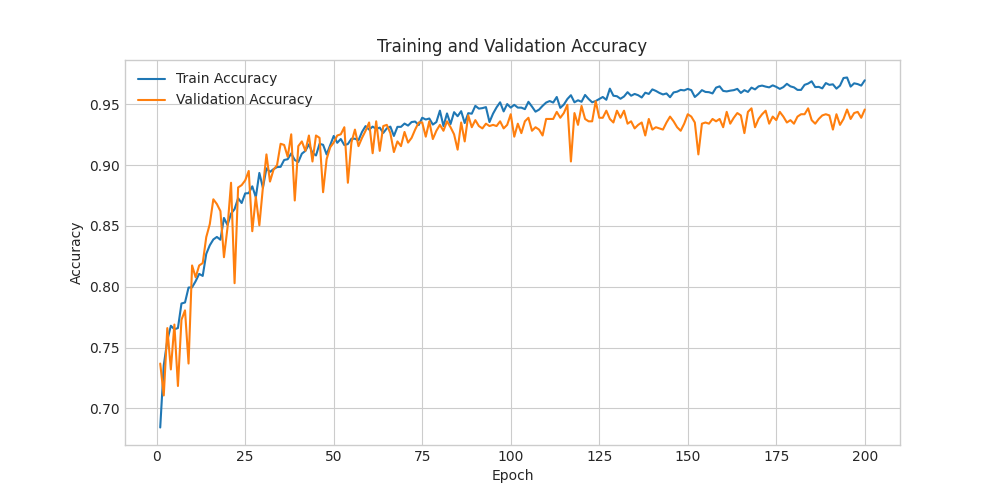 Training and Validation Accuracy
Train Accuracy
Validation Accuracy
0.95
0.90
0.85
0.80
0.75
0.70
Accuracy
0 25 50 75 100 125 150 175 200
Epoch